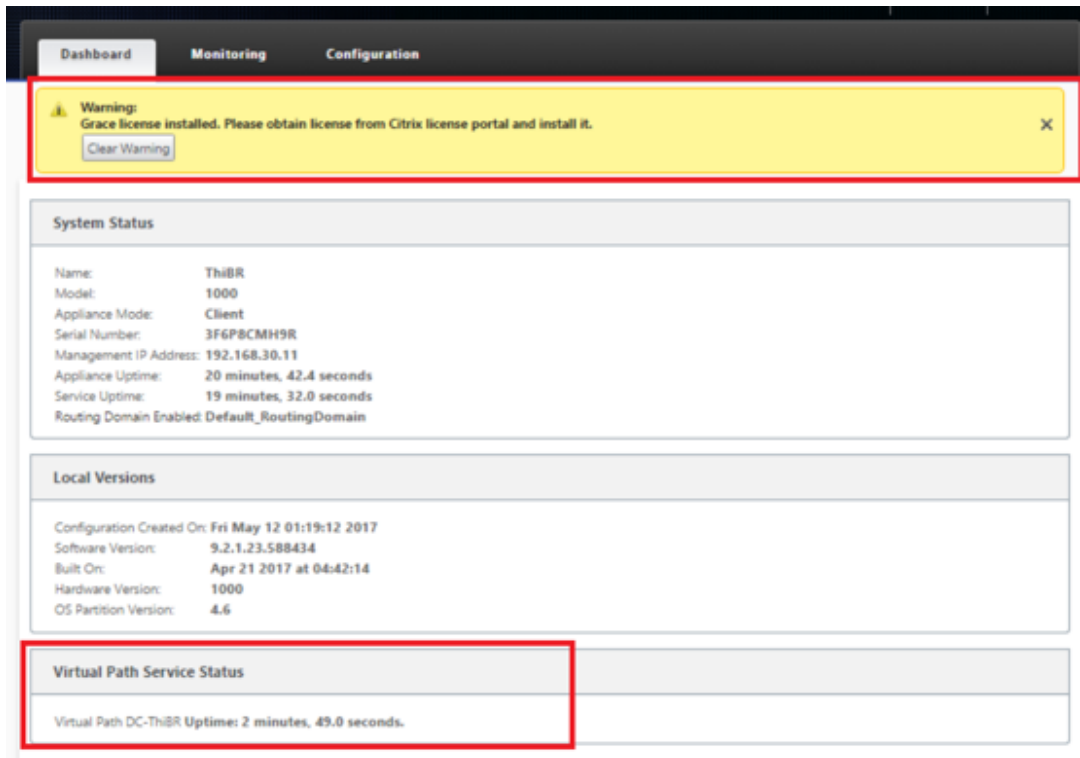 Dashboard Monitoring Configuration
Warning:
Grace license installed. Please obtain license from Citrix license portal and install it.
Clear Warning
System Status
Name: ThiBR
Model: 1000
Appliance Mode: Client
Serial Number: 3F6P8CMH9R
Management IP Address: 192.168.30.11
Appliance Uptime: 20 minutes, 42.4 seconds
Service Uptime: 19 minutes, 32.0 seconds
Routing Domain Enabled: Default_RoutingDomain
Local Versions
Configuration Created On: Fri May 12 01:19:12 2017
Software Version: 9.2.1.23.588434
Built On: Apr 21 2017 at 04:42:14
Hardware Version: 1000
OS Partition Version: 4.6
Virtual Path Service Status
Virtual Path DC-ThiBR Uptime: 2 minutes, 49.0 seconds.